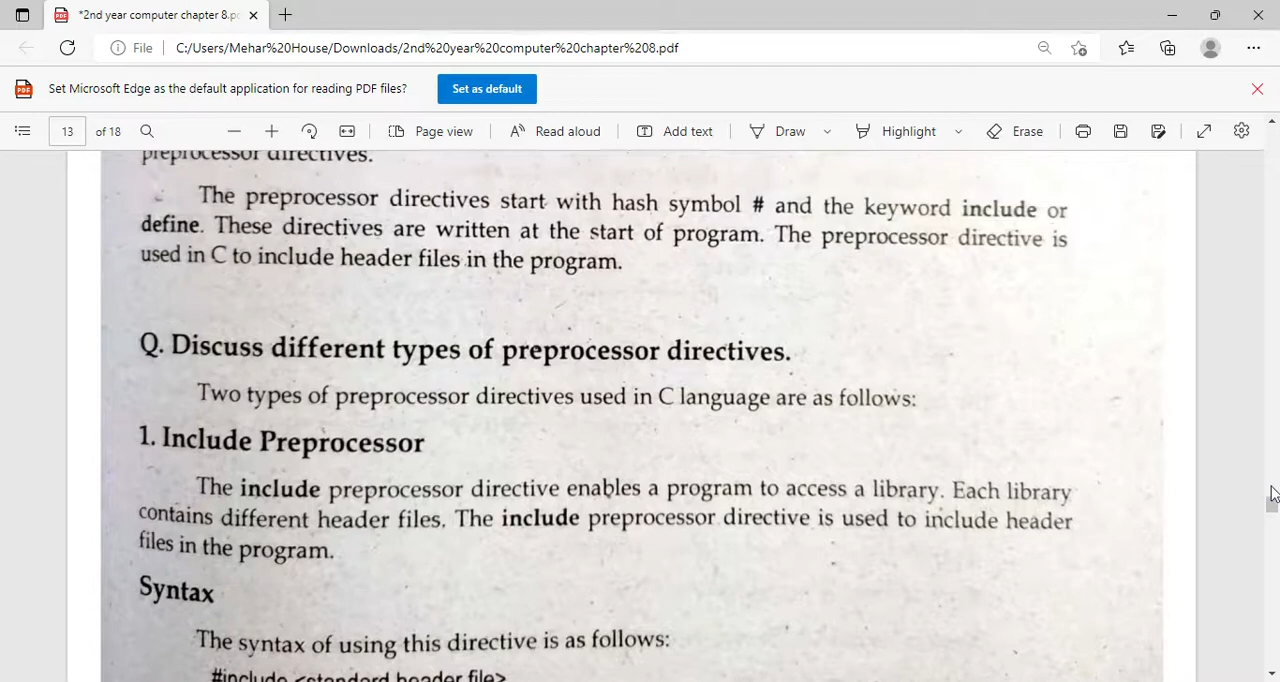 *2nd year computer chapter 8.p
File
C:/Users/Mehar%20House/Downloads/2nd%20year%20computer%20chapter%208.pdf
PDF
Set Microsoft Edge as the default application for reading PDF files?
Set as default
13 of 18
Page view
Read aloud
Add text
Draw
Highlight
Erase
preprocessor directives.
The preprocessor directives start with hash symbol # and the keyword include or
define. These directives are written at the start of program. The preprocessor directive is
used in C to include header files in the program.
Q. Discuss different types of preprocessor directives.
Two types of preprocessor directives used in C language are as follows:
1. Include Preprocessor
The include preprocessor directive enables a program to access a library. Each library
contains different header files. The include preprocessor directive is used to include header
files in the program.
Syntax
The syntax of using this directive is as follows:
#include <standard header file>